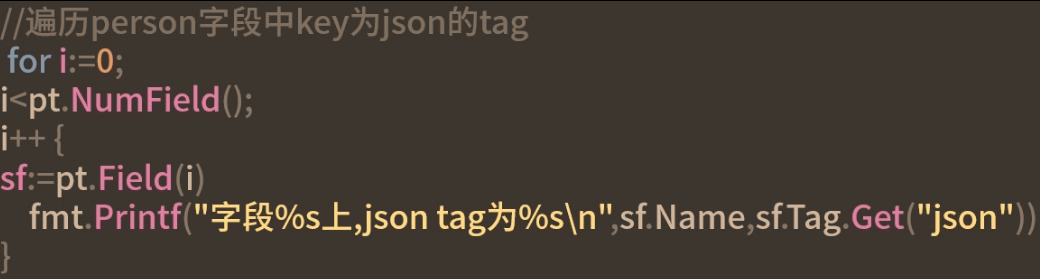 //遍历person字段中key为json的tag
for i:=0;
i<pt.NumField();
i++ {
sf:=pt.Field(i)
fmt.Printf("字段%s上,json tag为%s\n",sf.Name,sf.Tag.Get("json"))
}